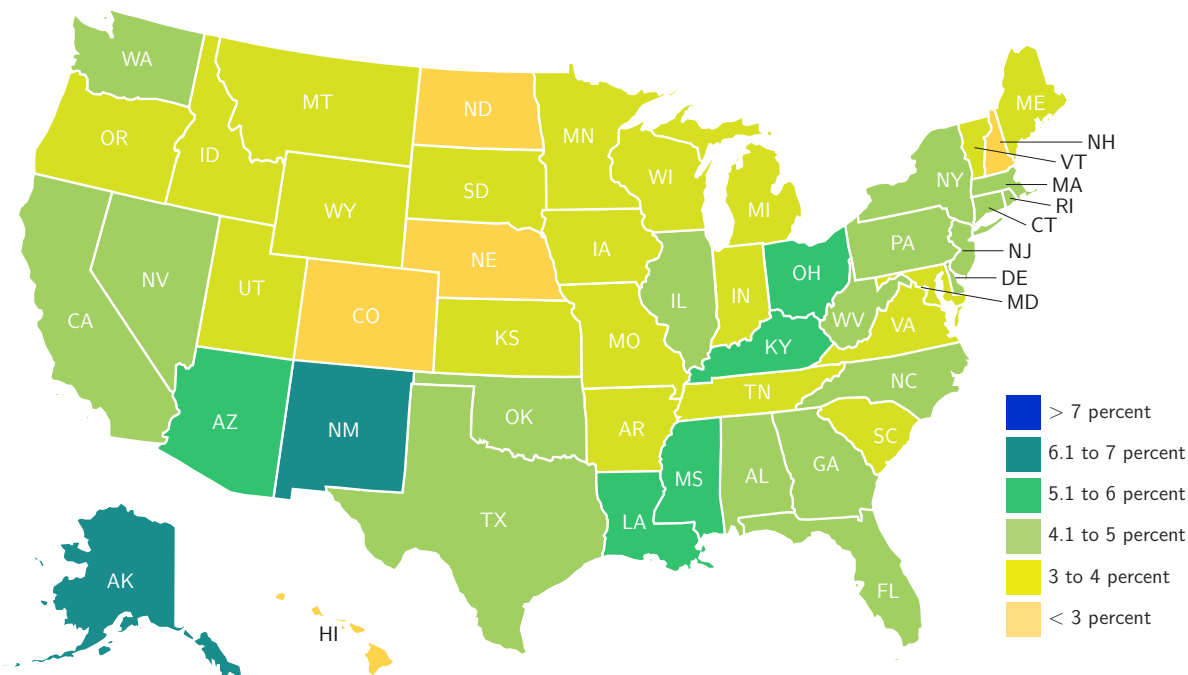 WA
MT
ND
MN
ME
OR
ID
WI
NH
VT
NY
MA
SD
WY
MI
RI
CT
IA
PA
NJ
NE
OH
DE
NV
UT
IL
IN
MD
CO
WV
VA
CA
KS
MO
KY
NC
TN
AZ
NM
OK
AR
SC
> 7 percent
GA
6.1 to 7 percent
MS
AL
5.1 to 6 percent
TX
LA
4.1 to 5 percent
AK
3 to 4 percent
FL
< 3 percent
HI